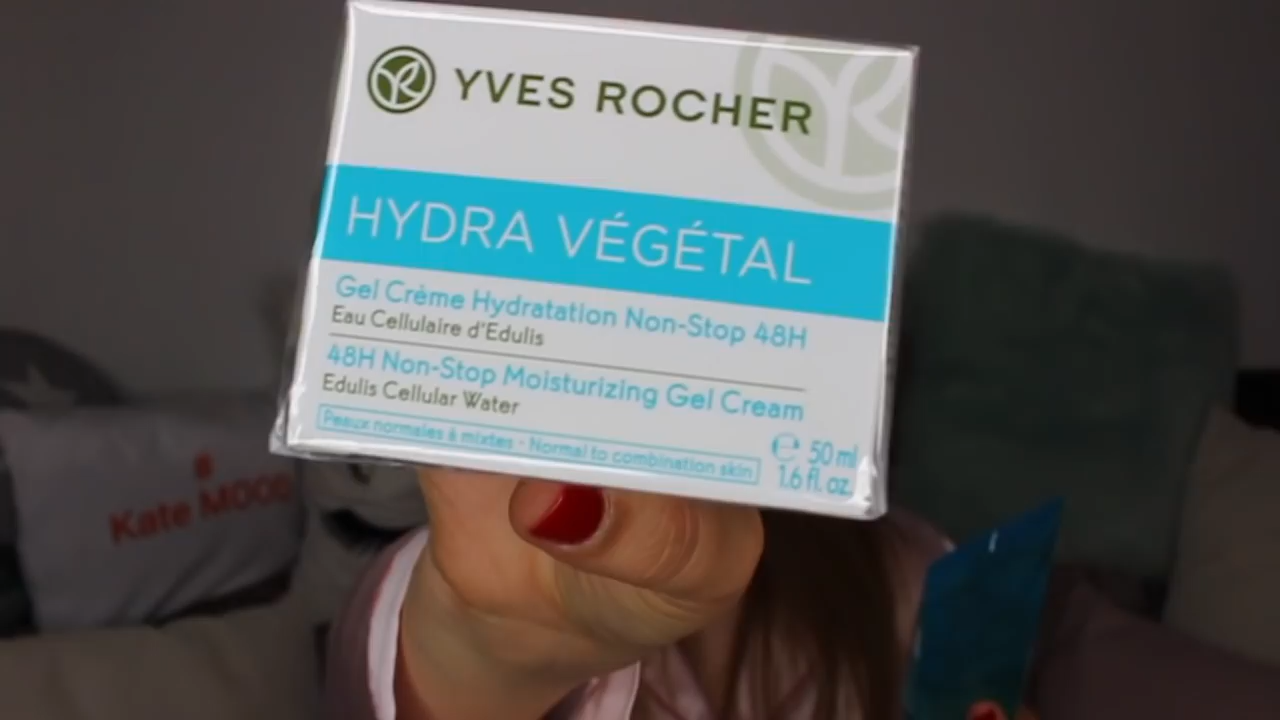 YVES ROCHER
HYDRA VÉGÉTAL
Gel Crème Hydratation Non-Stop 48H
Eau Cellulaire d'Edulis
48H Non-Stop Moisturizing Gel Cream
Edulis Cellular Water
Peaux normales à mixtes - Normal to combination skin
℮ 50 ml
1.6 fl. oz.
#
Kate MOOD